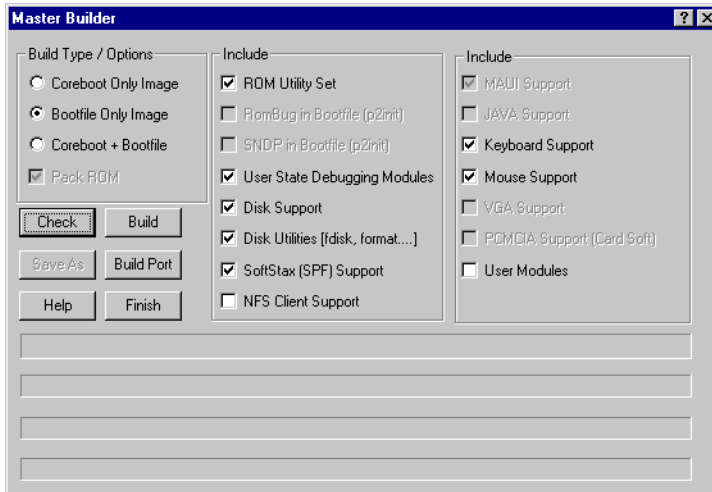 Master Builder
Build Type / Options
Coreboot Only Image
Bootfile Only Image
Coreboot + Bootfile
Pack ROM
Check
Build
Save As
Build Port
Help
Finish
Include
ROM Utility Set
RomBug in Bootfile (p2init)
SNDP in Bootfile (p2init)
User State Debugging Modules
Disk Support
Disk Utilities [fdisk, format....]
SoftStax (SPF) Support
NFS Client Support
Include
MAUI Support
JAVA Support
Keyboard Support
Mouse Support
VGA Support
PCMCIA Support (Card Soft)
User Modules